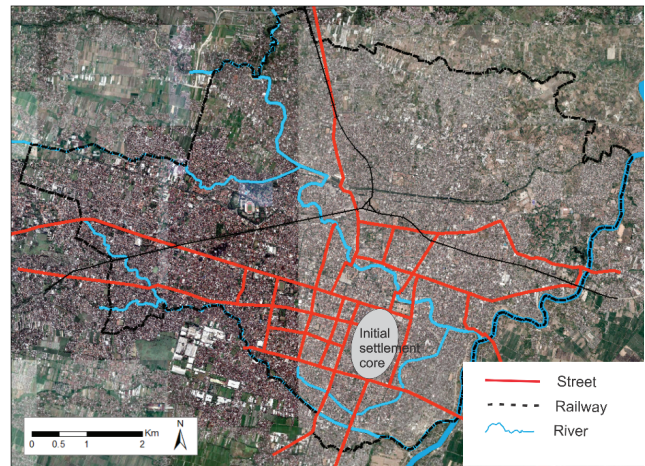 Initial
settlement
core
Street
Railway
River
N
Km
0 0.5 1 2